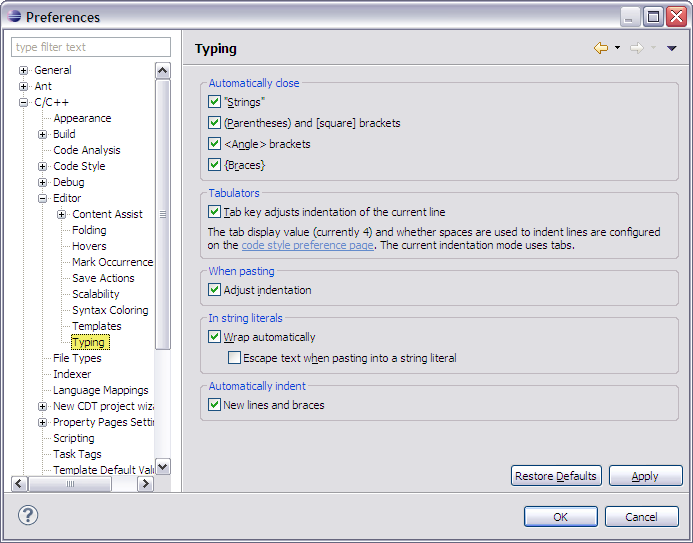 Preferences
type filter text
General
Ant
C/C++
Appearance
Build
Code Analysis
Code Style
Debug
Editor
Content Assist
Folding
Hovers
Mark Occurrence
Save Actions
Scalability
Syntax Coloring
Templates
Typing
File Types
Indexer
Language Mappings
New CDT project wiza
Property Pages Setti
Scripting
Task Tags
Template Default Valu
Typing
Automatically close
"Strings"
(Parentheses) and [square] brackets
<Angle> brackets
{Braces}
Tabulators
Tab key adjusts indentation of the current line
The tab display value (currently 4) and whether spaces are used to indent lines are configured
on the code style preference page. The current indentation mode uses tabs.
When pasting
Adjust indentation
In string literals
Wrap automatically
Escape text when pasting into a string literal
Automatically indent
New lines and braces
Restore Defaults
Apply
?
OK
Cancel